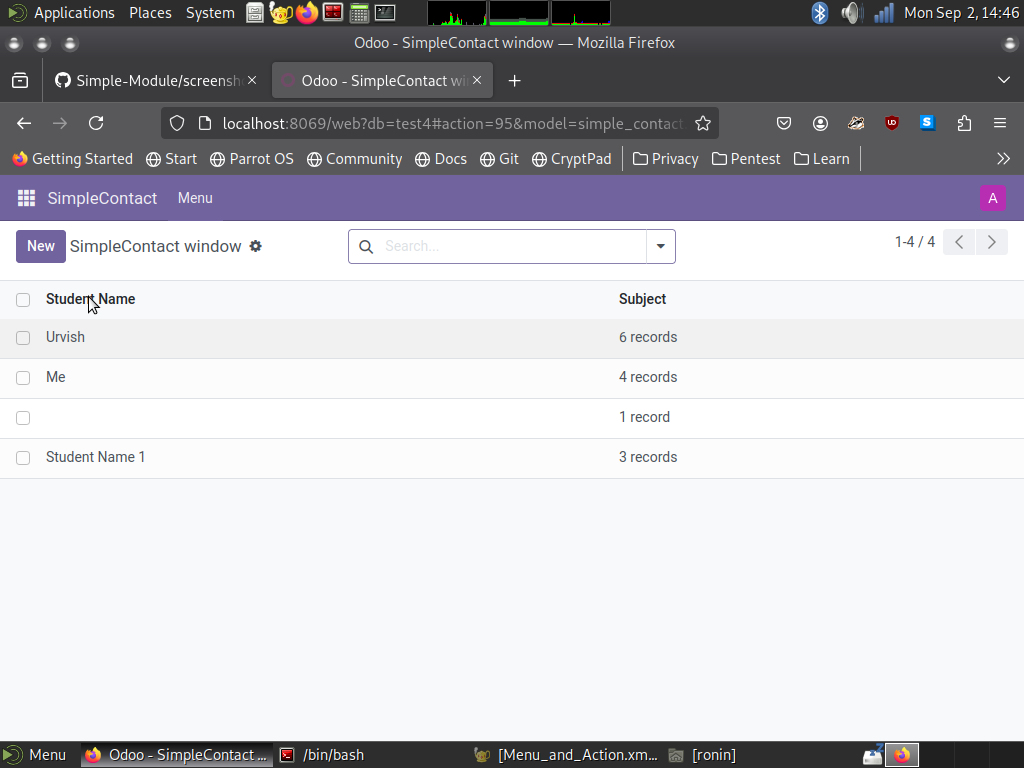 Applications Places System Mon Sep 2, 14:46
Odoo - SimpleContact window — Mozilla Firefox
Simple-Module/screensh Odoo - SimpleContact wi
localhost:8069/web?db=test4#action=95&model=simple_contact
Getting Started Start Parrot OS Community Docs Git CryptPad Privacy Pentest Learn
SimpleContact Menu A
New SimpleContact window Search... 1-4 / 4
Student Name Subject
Urvish 6 records
Me 4 records
1 record
Student Name 1 3 records
Menu Odoo - SimpleContact ... /bin/bash [Menu_and_Action.xm... [ronin]